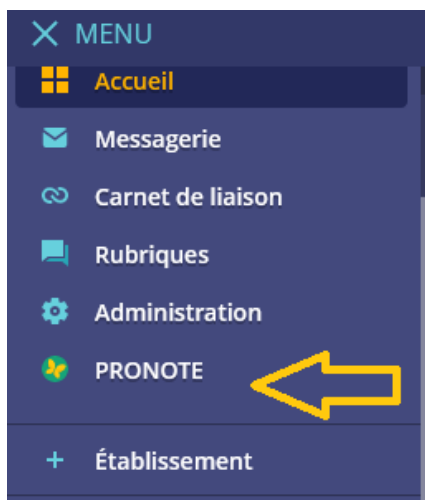 MENU
Accueil
Messagerie
Carnet de liaison
Rubriques
Administration
PRONOTE
Établissement